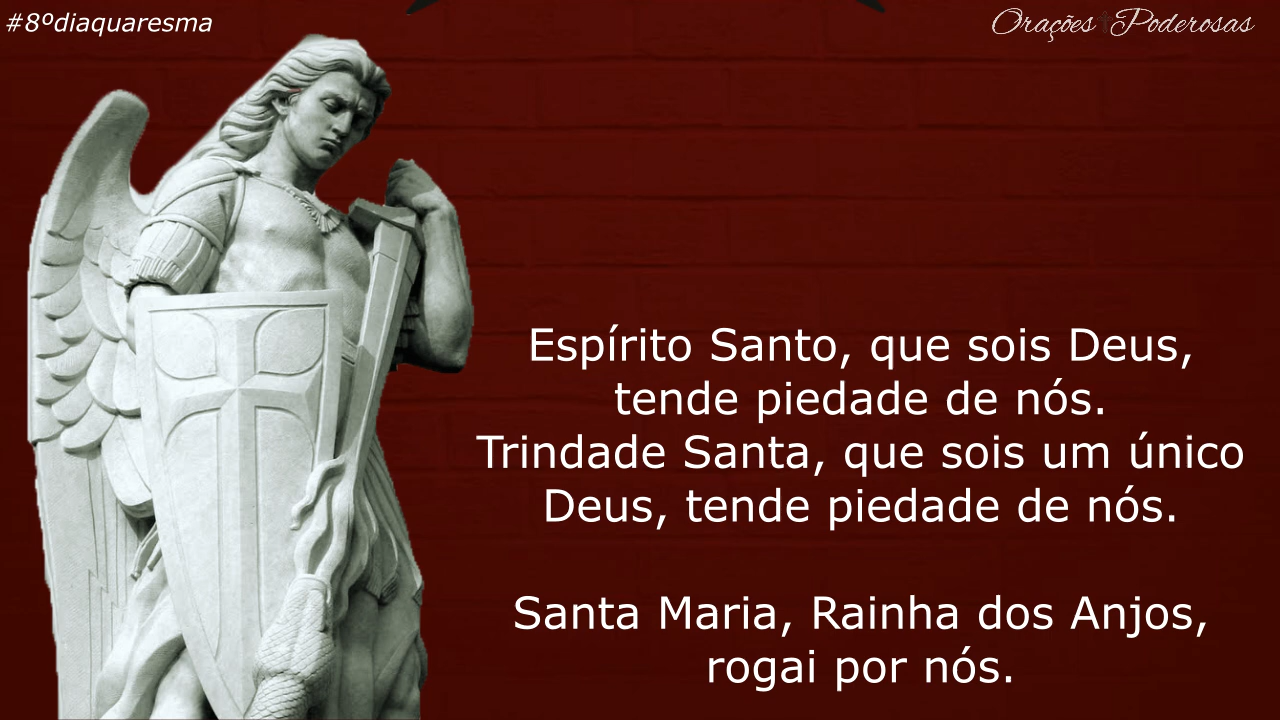 #8ºdiaquaresma
Orações Poderosas
Espírito Santo, que sois Deus,
tende piedade de nós.
Trindade Santa, que sois um único
Deus, tende piedade de nós.
Santa Maria, Rainha dos Anjos,
rogai por nós.